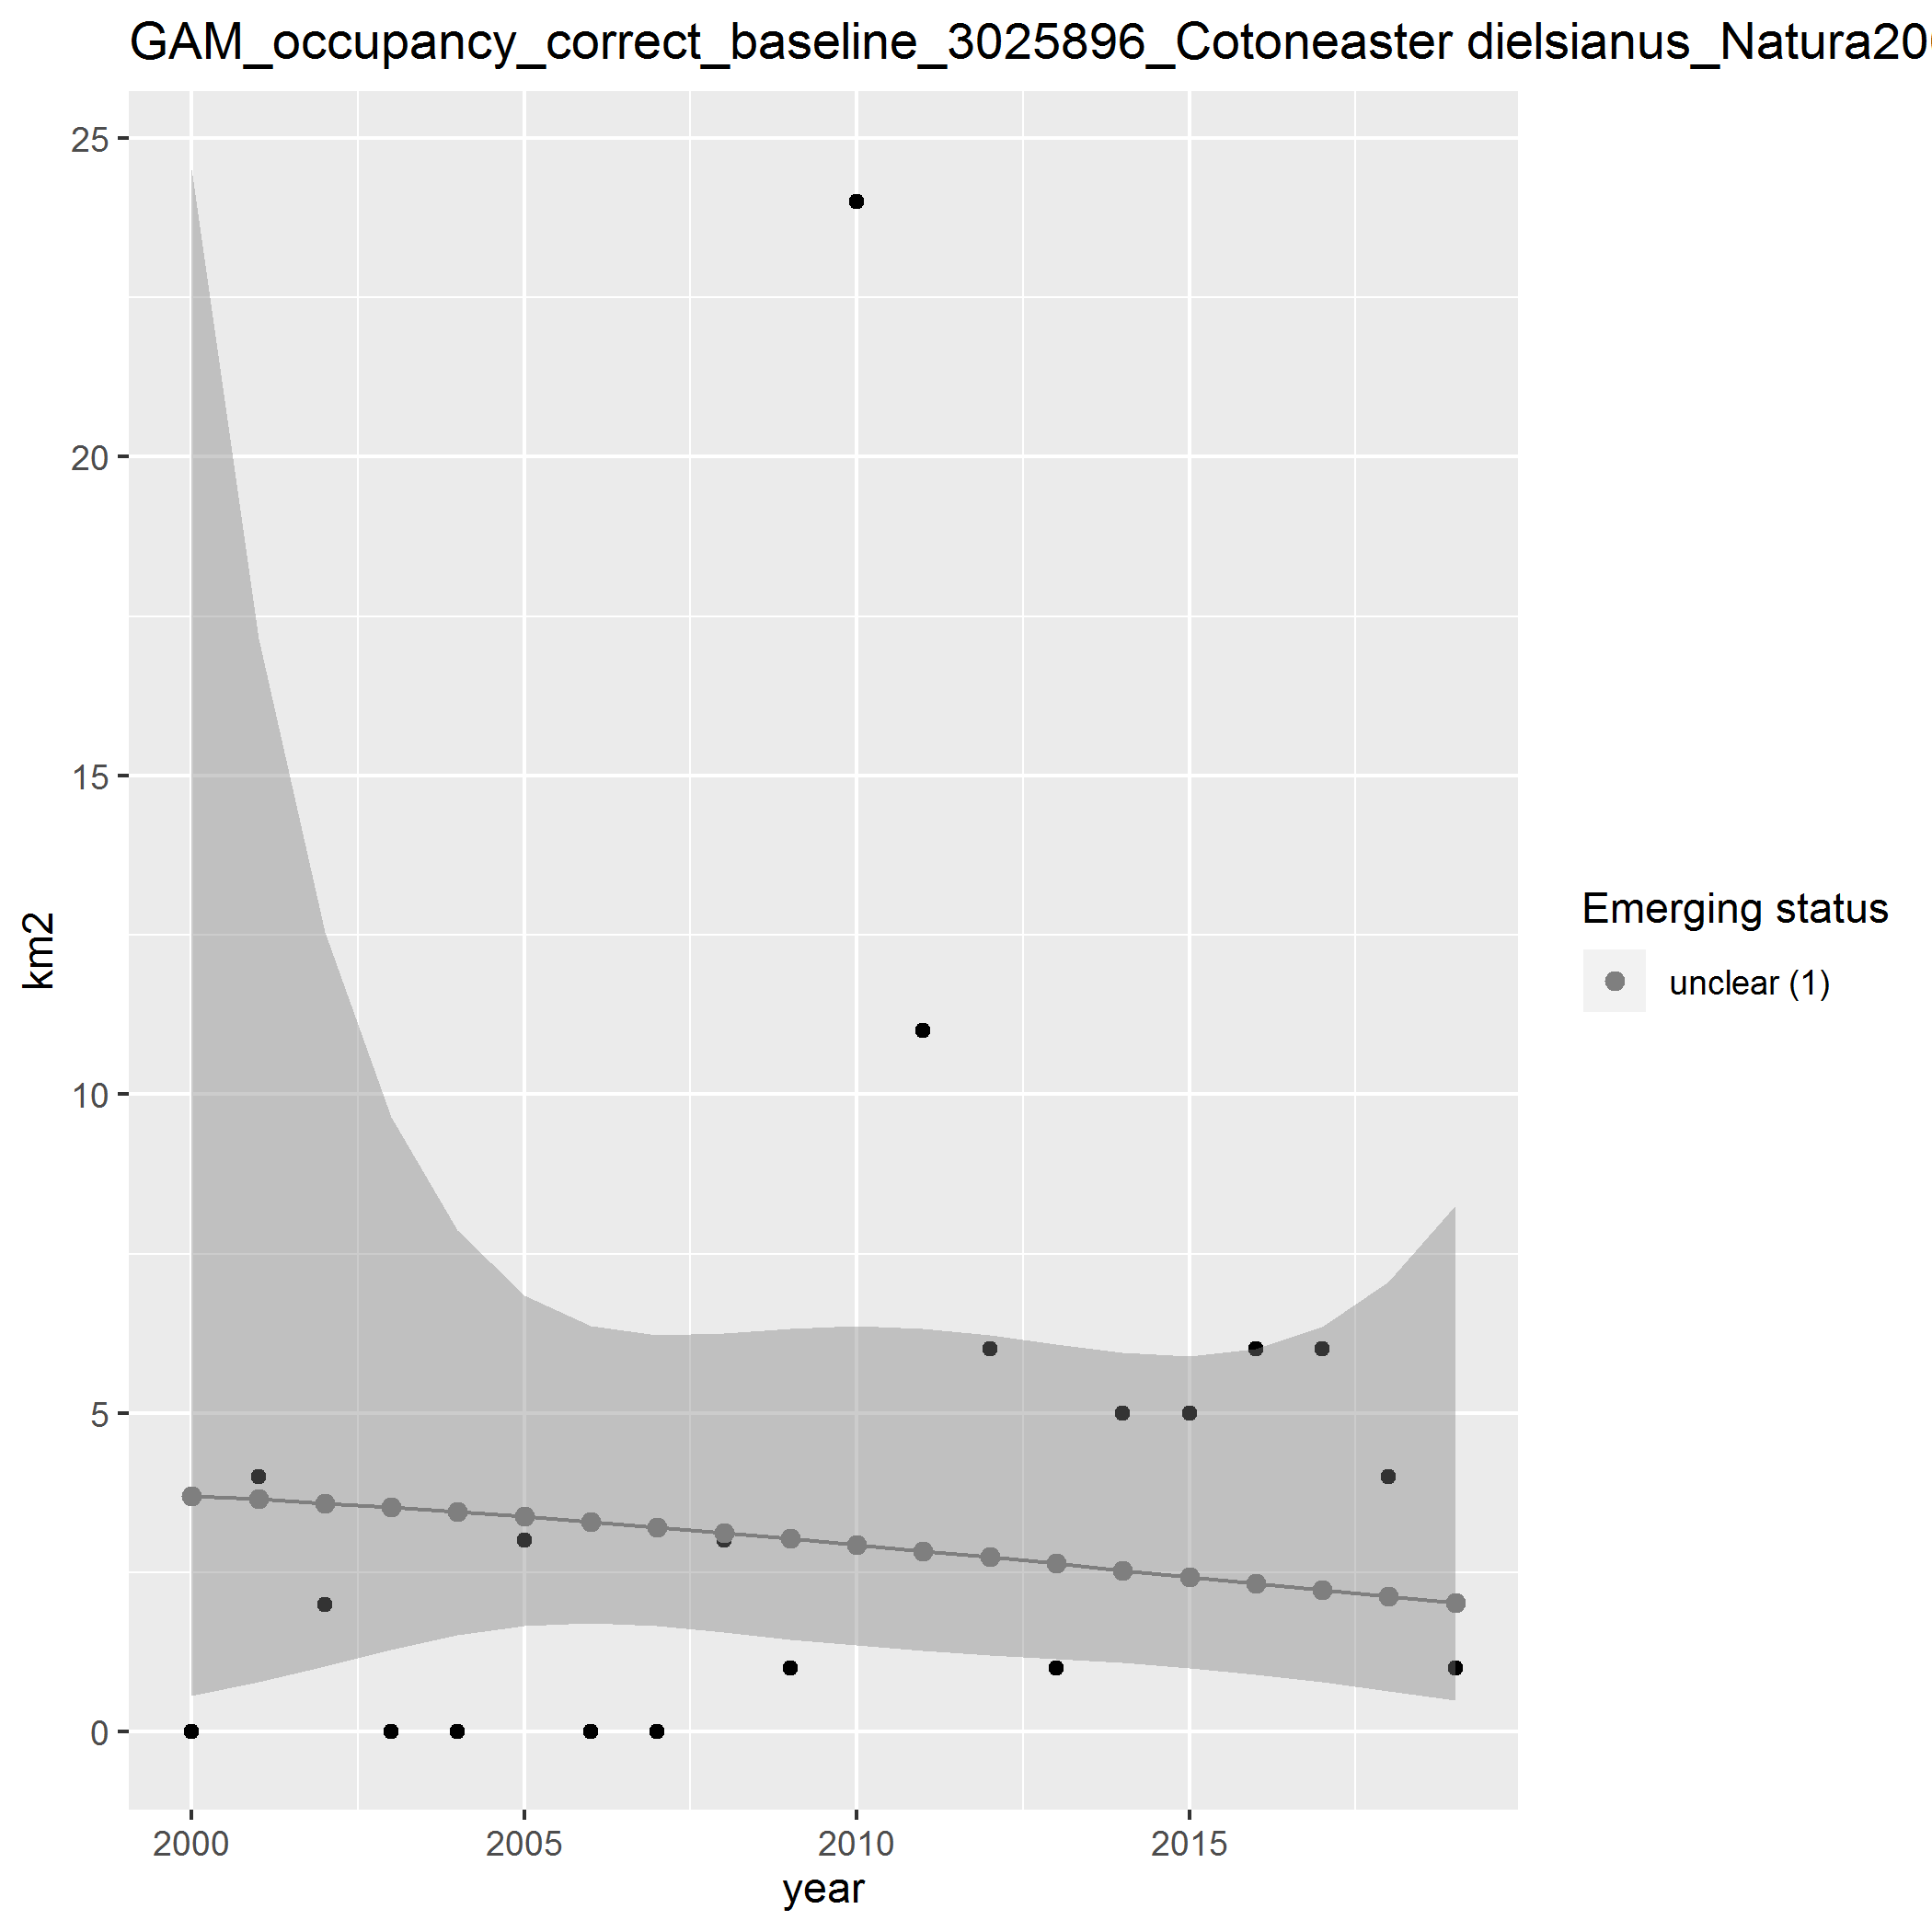 GAM_occupancy_correct_baseline_3025896_Cotoneaster dielsianus_Natura20
25
20
15
10
5
0
km2
2000
2005
2010
2015
year
Emerging status
unclear (1)